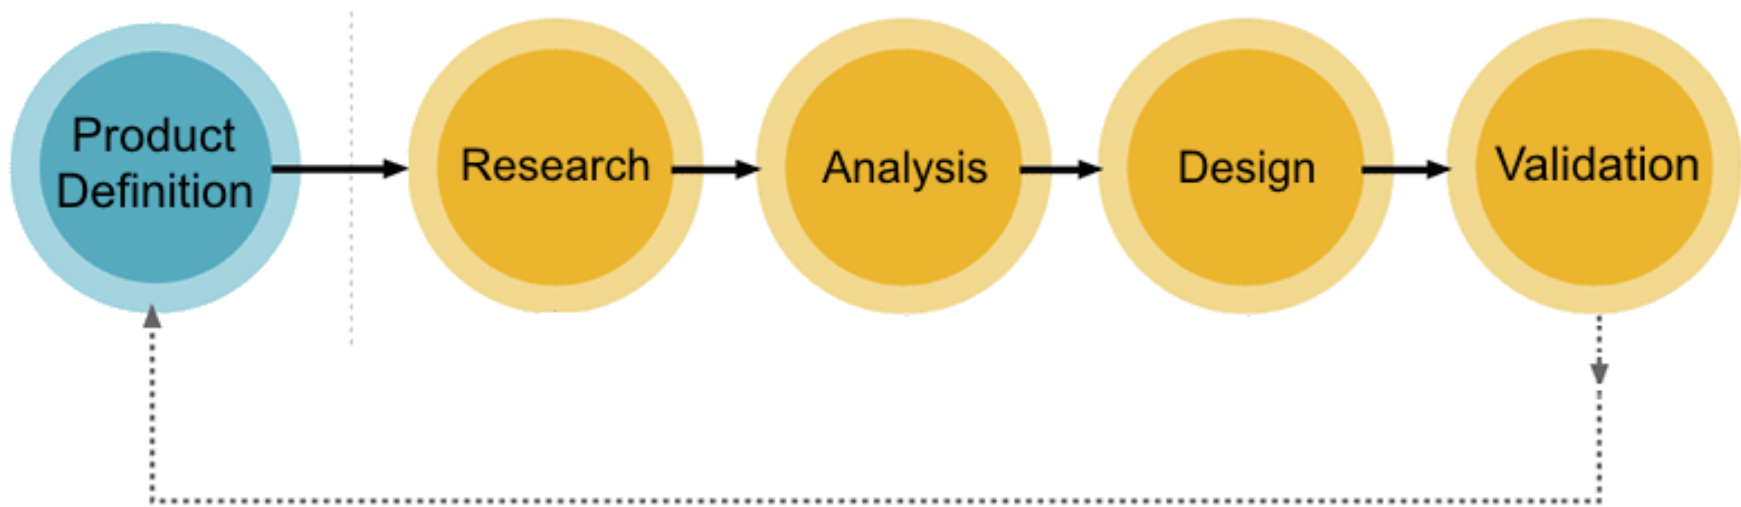 Product
Definition
Research
Analysis
Design
Validation